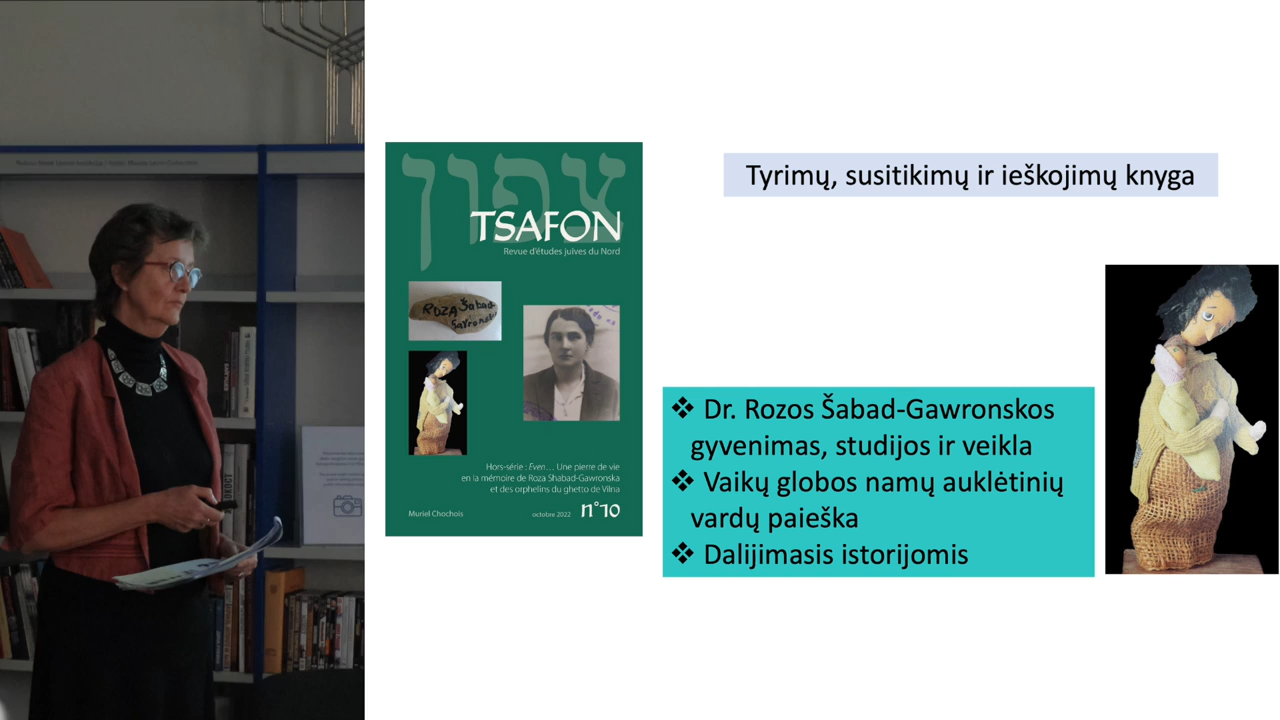 צפון
TSAFON
Revue d'études juives du Nord
ROZA Šabad-
Hors-série : Even… Une pierre de vie
en la mémoire de Roza Shabad-Gawronska
et des orphelins du ghetto de Vilna
Muriel Chochois
octobre 2022 n°10
Tyrimų, susitikimų ir ieškojimų knyga
❖ Dr. Rozos Šabad-Gawronskos
gyvenimas, studijos ir veikla
❖ Vaikų globos namų auklėtinių
vardų paieška
❖ Dalijimasis istorijomis